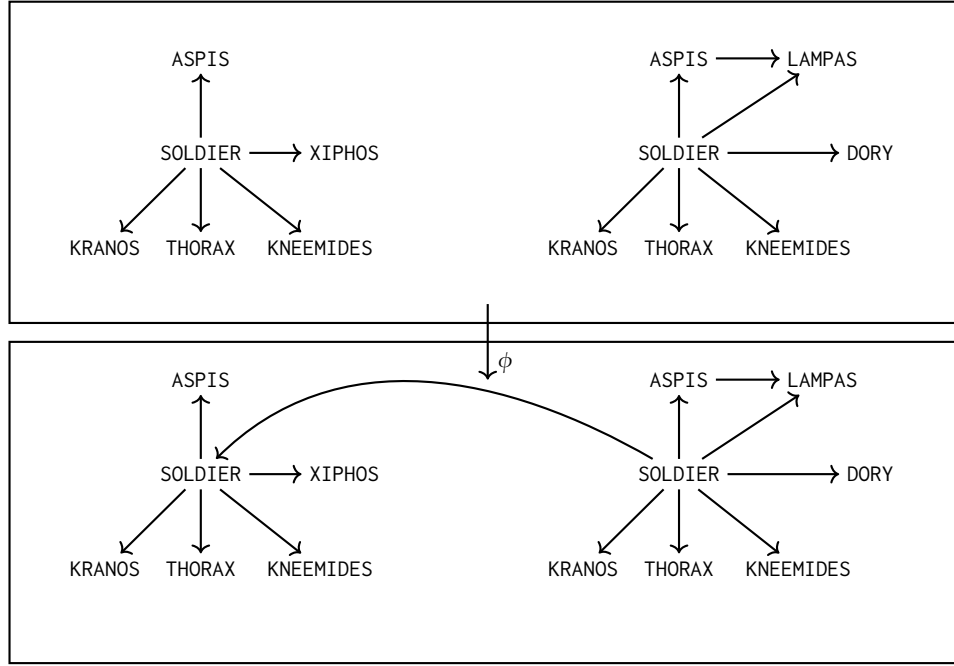 ASPIS ASPIS LAMPAS
SOLDIER XIPHOS SOLDIER DORY
KRANOS THORAX KNEEMIDES KRANOS THORAX KNEEMIDES
ϕ
ASPIS ASPIS LAMPAS
SOLDIER XIPHOS SOLDIER DORY
KRANOS THORAX KNEEMIDES KRANOS THORAX KNEEMIDES